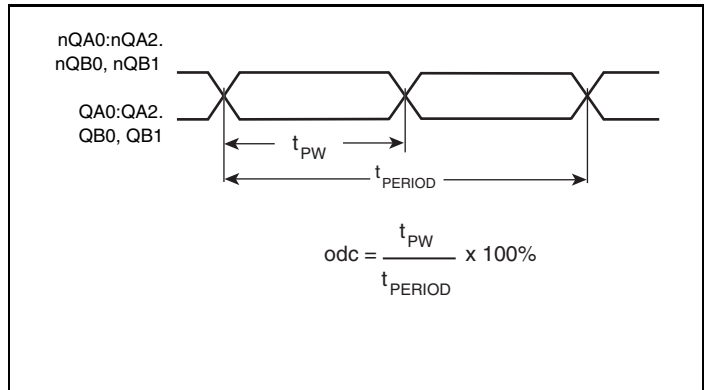 nQA0:nQA2.
nQB0, nQB1
QA0:QA2.
QB0, QB1
tPW
tPERIOD
odc = tPW / tPERIOD x 100%